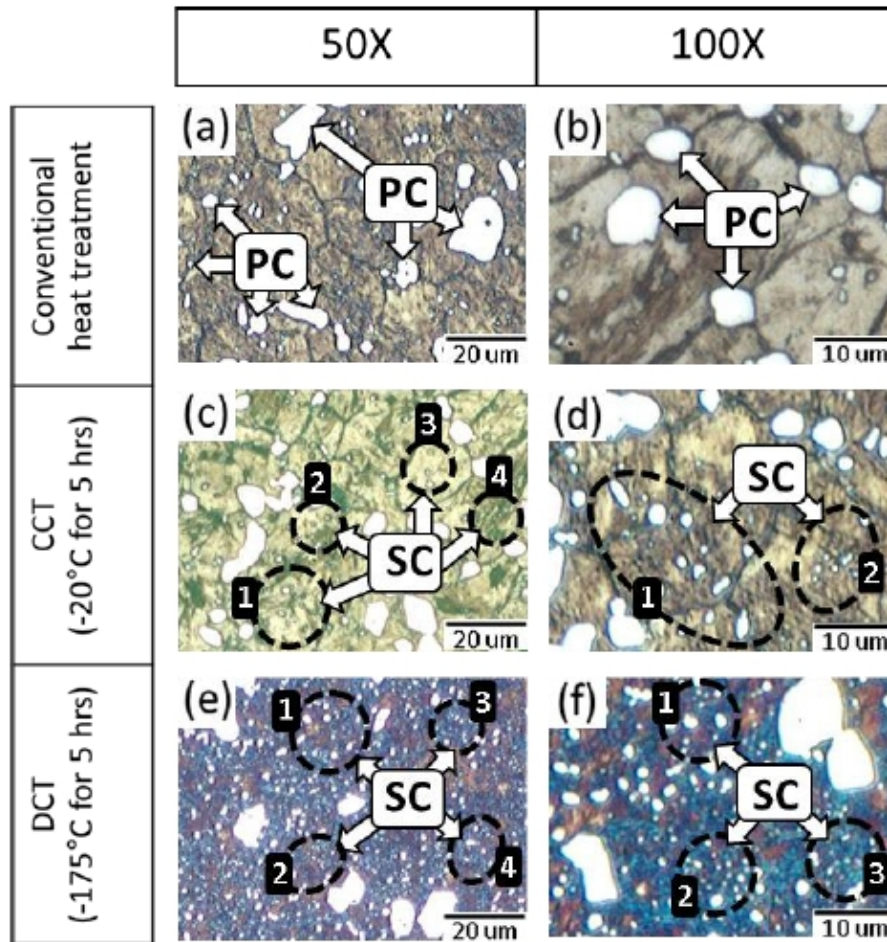 50X 100X
Conventional
heat treatment
(a)
PC
PC
20 um
(b)
PC
10 um
CCT
(-20°C for 5 hrs)
(c)
3
2
4
SC
1
20 um
(d)
SC
2
1
10 um
DCT
(-175°C for 5 hrs)
(e)
1
3
SC
2
4
20 um
(f)
1
SC
2
3
10 um